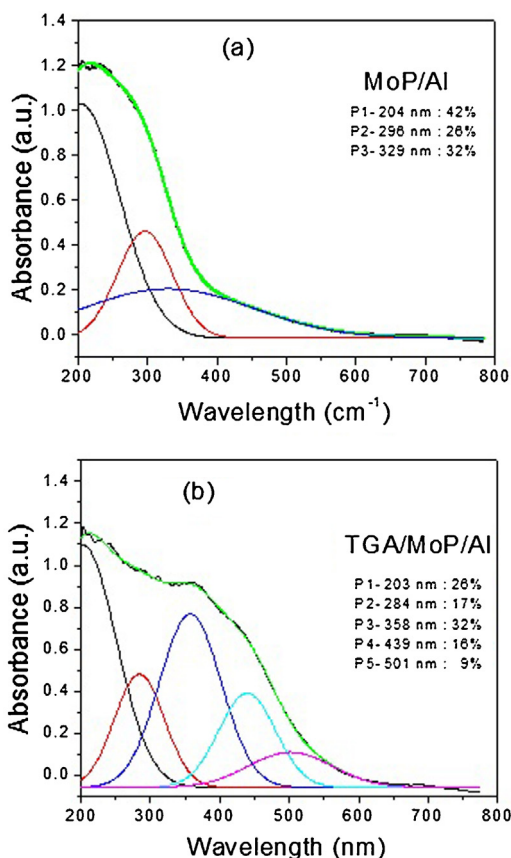 1.4
(a)
1.2
MoP/Al
1.0
P1- 204 nm : 42%
P2- 296 nm : 26%
P3- 329 nm : 32%
0.8
0.6
0.4
0.2
0.0
Absorbance (a.u.)
200 300 400 500 600 700 800
Wavelength (cm-1)
1.4
(b)
1.2
TGA/MoP/Al
1.0
P1- 203 nm : 26%
P2- 284 nm : 17%
P3- 358 nm : 32%
P4- 439 nm : 16%
P5- 501 nm : 9%
0.8
0.6
0.4
0.2
0.0
Absorbance (a.u.)
200 300 400 500 600 700 800
Wavelength (nm)